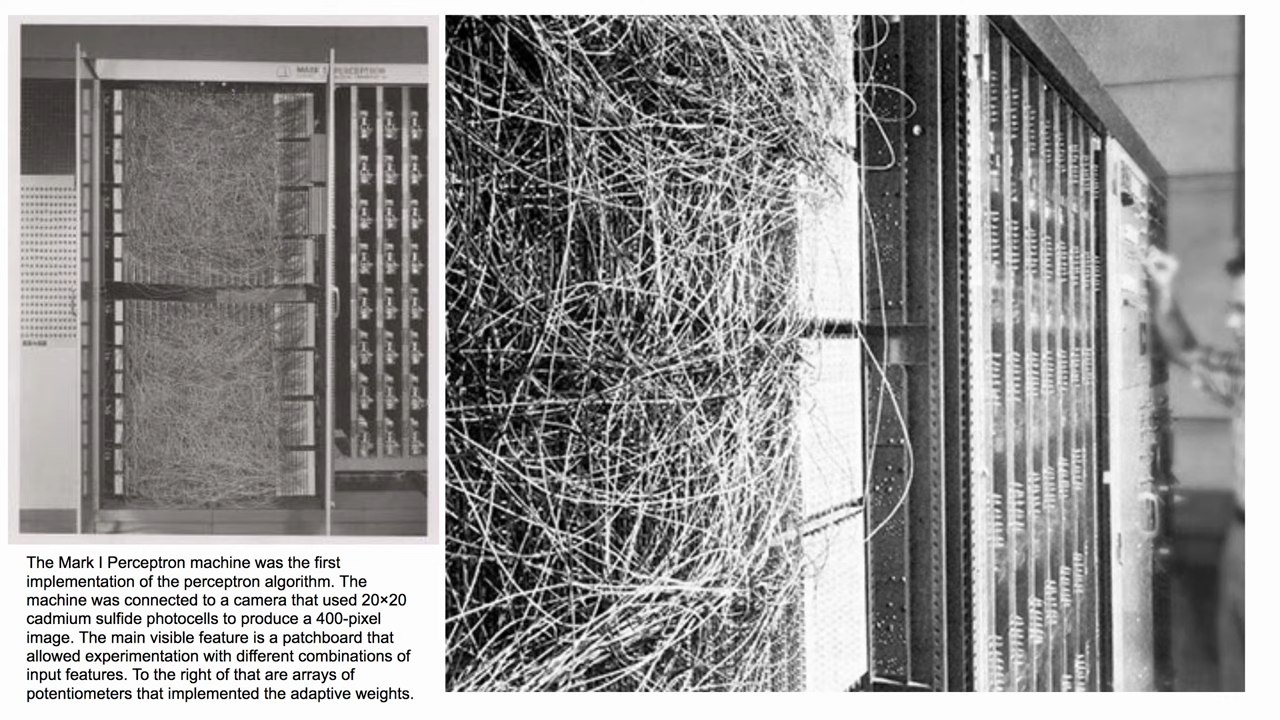 MARK I PERCEPTRON
The Mark I Perceptron machine was the first
implementation of the perceptron algorithm. The
machine was connected to a camera that used 20×20
cadmium sulfide photocells to produce a 400-pixel
image. The main visible feature is a patchboard that
allowed experimentation with different combinations of
input features. To the right of that are arrays of
potentiometers that implemented the adaptive weights.